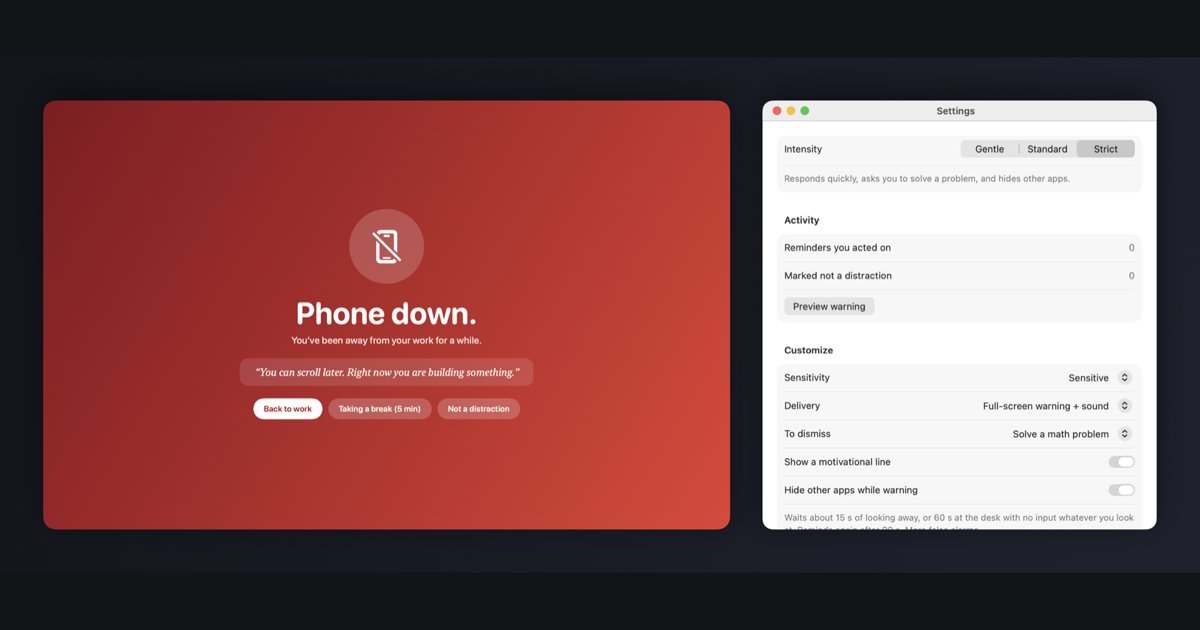 Phone down.
You've been away from your work for a while.
“You can scroll later. Right now you are building something.”
Back to work
Taking a break (5 min)
Not a distraction
Settings
Intensity
Gentle
Standard
Strict
Responds quickly, asks you to solve a problem, and hides other apps.
Activity
Reminders you acted on
0
Marked not a distraction
0
Preview warning
Customize
Sensitivity
Sensitive
Delivery
Full-screen warning + sound
To dismiss
Solve a math problem
Show a motivational line
Hide other apps while warning
Waits about 15 s of looking away, or 60 s at the desk with no input whatever you look